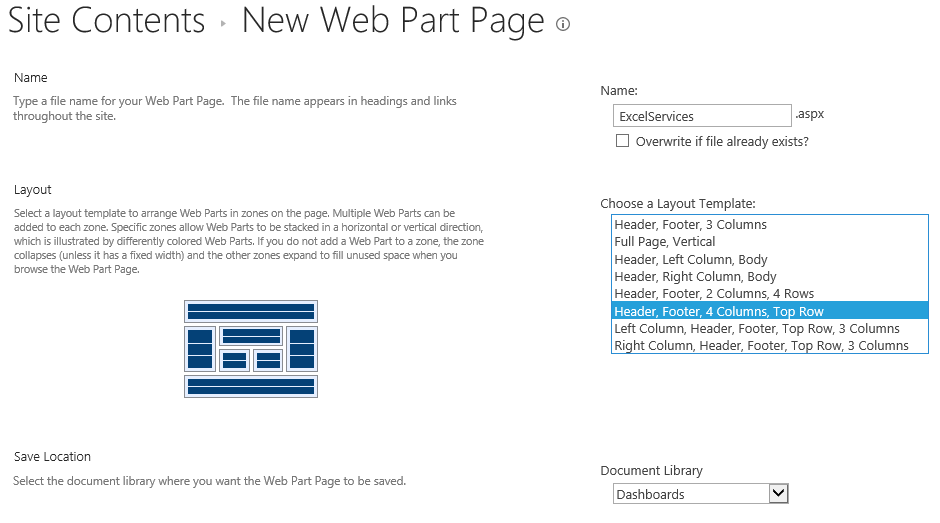 Site Contents ▸ New Web Part Page
Name
Type a file name for your Web Part Page.  The file name appears in headings and links
throughout the site.
Name:
ExcelServices .aspx
Overwrite if file already exists?
Layout
Select a layout template to arrange Web Parts in zones on the page. Multiple Web Parts can be
added to each zone. Specific zones allow Web Parts to be stacked in a horizontal or vertical direction,
which is illustrated by differently colored Web Parts. If you do not add a Web Part to a zone, the zone
collapses (unless it has a fixed width) and the other zones expand to fill unused space when you
browse the Web Part Page.
Choose a Layout Template:
Header, Footer, 3 Columns
Full Page, Vertical
Header, Left Column, Body
Header, Right Column, Body
Header, Footer, 2 Columns, 4 Rows
Header, Footer, 4 Columns, Top Row
Left Column, Header, Footer, Top Row, 3 Columns
Right Column, Header, Footer, Top Row, 3 Columns
Save Location
Select the document library where you want the Web Part Page to be saved.
Document Library
Dashboards